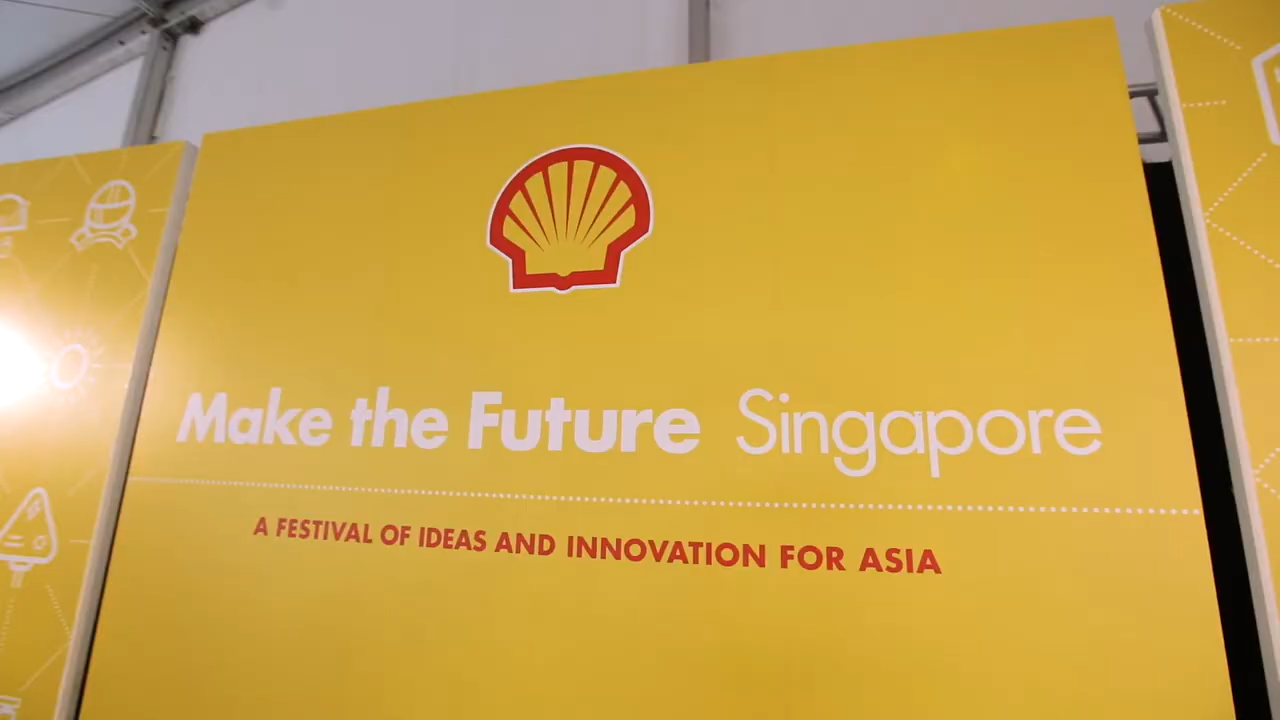 Make the Future Singapore
A FESTIVAL OF IDEAS AND INNOVATION FOR ASIA